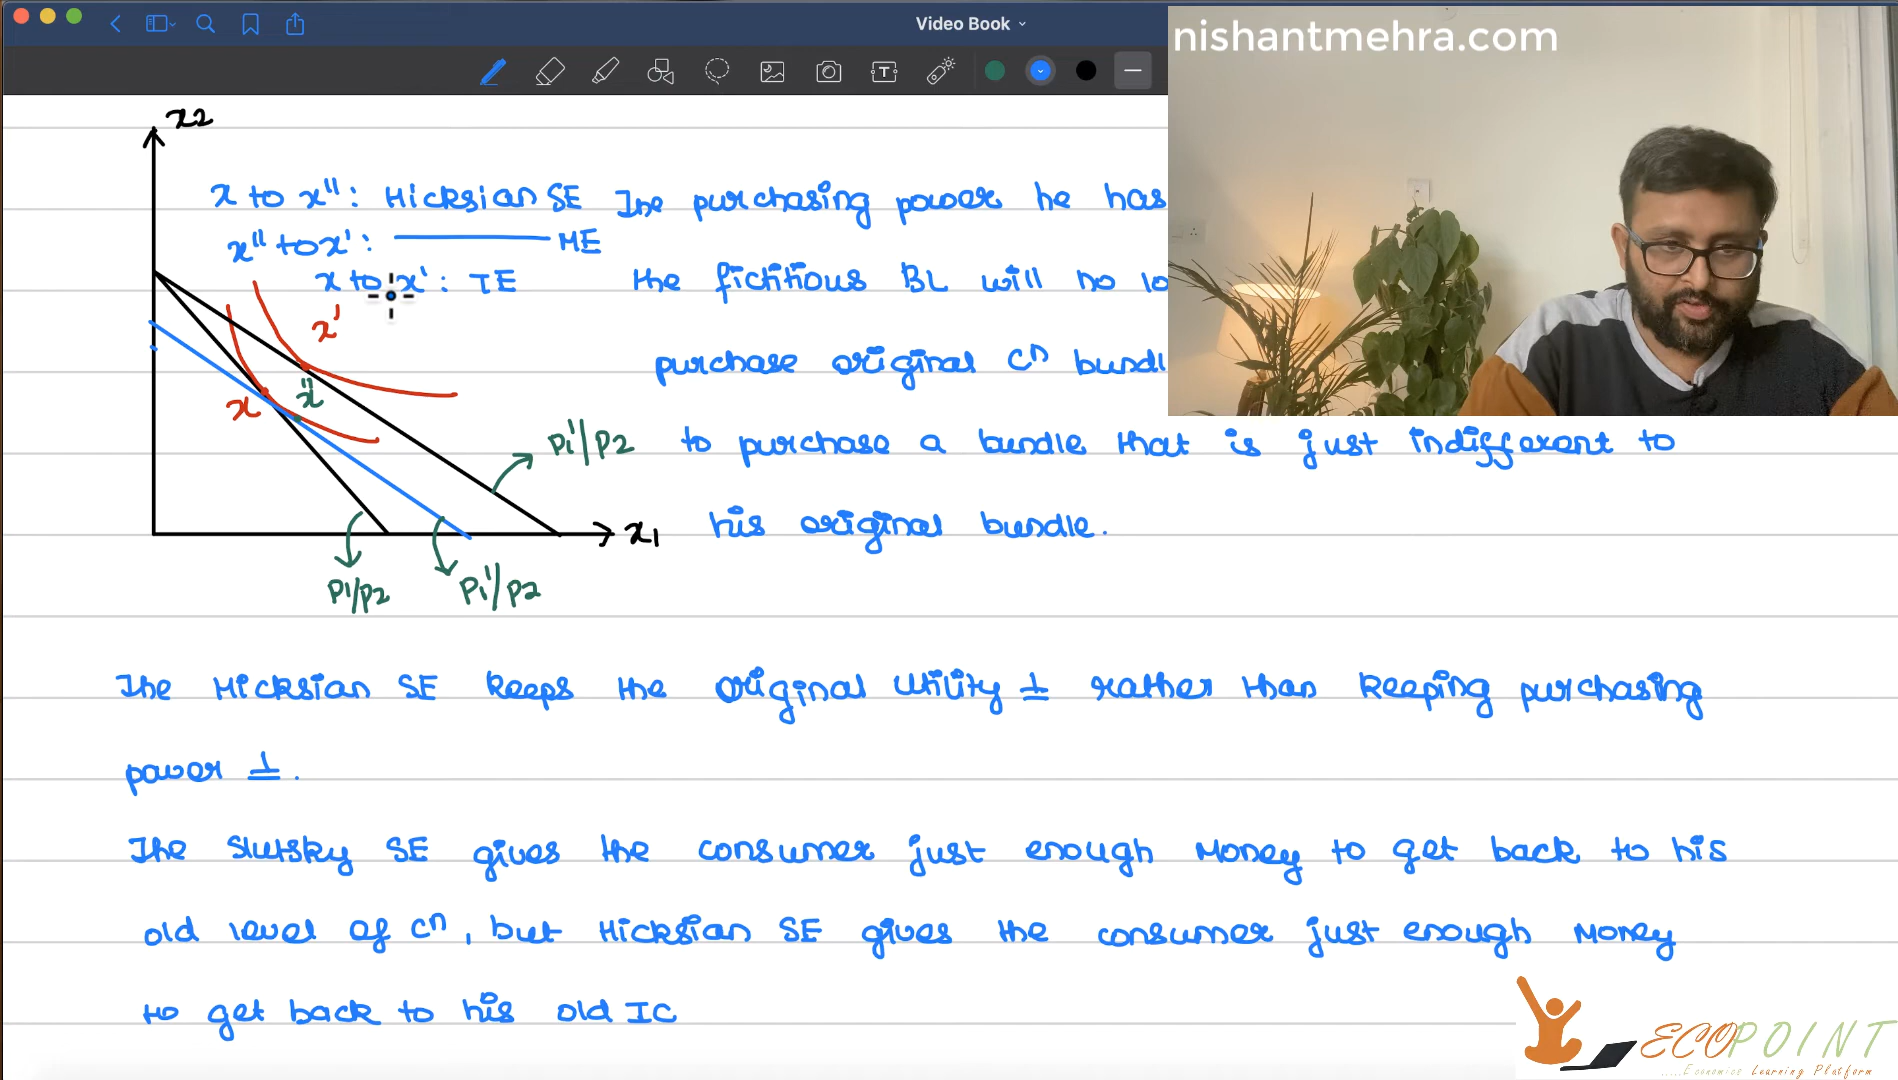 Video Book
nishantmehra.com
x2
x to x'' : Hicksian SE The purchasing power he has
x'' to x' : ——— ME
x to x' : TE the fictitious BL will no lo
x'
purchase original Cⁿ bundl
x''
x
p1'/p2 to purchase a bundle that is just indifferent to
x1 his original bundle.
p1/p2 p1'/p2
The Hicksian SE keeps the original utility ⊥ rather than keeping purchasing
power ⊥.
The Slutsky SE gives the consumer just enough money to get back to his
old level of Cⁿ, but Hicksian SE gives the consumer just enough money
to get back to his old IC
ECOPOINT
.....Economics Learning Platform